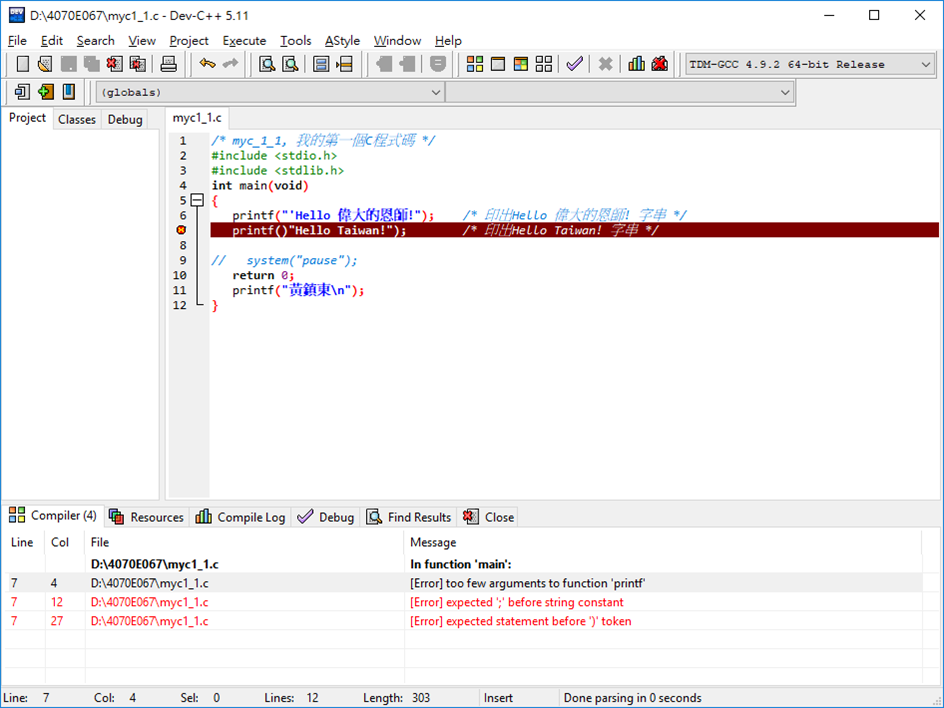 D:\4070E067\myc1_1.c - Dev-C++ 5.11
File Edit Search View Project Execute Tools AStyle Window Help
TDM-GCC 4.9.2 64-bit Release
(globals)
Project Classes Debug
myc1_1.c
1 /* myc_1_1, 我的第一個C程式碼 */
2 #include <stdio.h>
3 #include <stdlib.h>
4 int main(void)
5 {
6 printf("'Hello 偉大的恩師!"); /* 印出Hello 偉大的恩師! 字串 */
printf()"Hello Taiwan!"); /* 印出Hello Taiwan! 字串 */
8
9 // system("pause");
10 return 0;
11 printf("黃鎮東\n");
12 }
Compiler (4) Resources Compile Log Debug Find Results Close
Line Col File Message
D:\4070E067\myc1_1.c In function 'main':
7 4 D:\4070E067\myc1_1.c [Error] too few arguments to function 'printf'
7 12 D:\4070E067\myc1_1.c [Error] expected ';' before string constant
7 27 D:\4070E067\myc1_1.c [Error] expected statement before ')' token
Line: 7 Col: 4 Sel: 0 Lines: 12 Length: 303 Insert Done parsing in 0 seconds